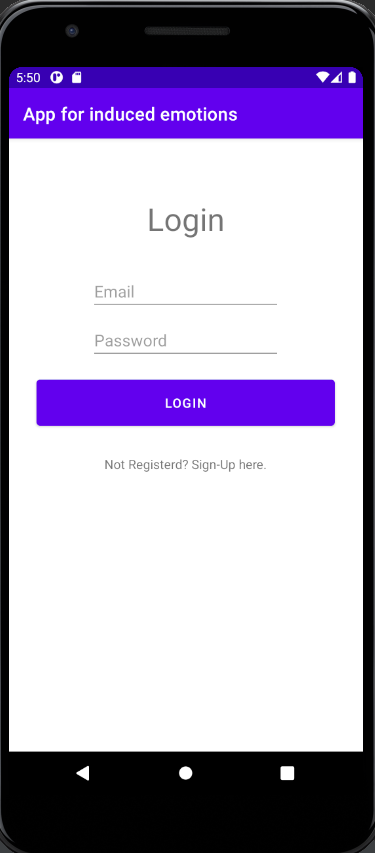 5:50
App for induced emotions
Login
Email
Password
LOGIN
Not Registerd? Sign-Up here.